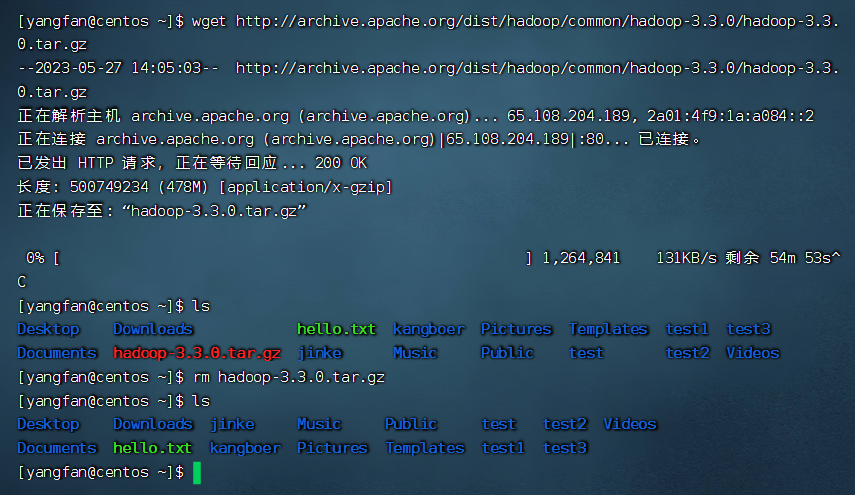 [yangfan@centos ~]$ wget http://archive.apache.org/dist/hadoop/common/hadoop-3.3.0/hadoop-3.3.
0.tar.gz
--2023-05-27 14:05:03--  http://archive.apache.org/dist/hadoop/common/hadoop-3.3.0/hadoop-3.3.
0.tar.gz
正在解析主机 archive.apache.org (archive.apache.org)... 65.108.204.189, 2a01:4f9:1a:a084::2
正在连接 archive.apache.org (archive.apache.org)|65.108.204.189|:80... 已连接。
已发出 HTTP 请求，正在等待回应... 200 OK
长度：500749234 (478M) [application/x-gzip]
正在保存至: “hadoop-3.3.0.tar.gz”
 0% [                                                       ] 1,264,841    131KB/s 剩余 54m 53s^
C
[yangfan@centos ~]$ ls
Desktop    Downloads            hello.txt  kangboer  Pictures  Templates  test1  test3
Documents  hadoop-3.3.0.tar.gz  jinke      Music     Public    test       test2  Videos
[yangfan@centos ~]$ rm hadoop-3.3.0.tar.gz
[yangfan@centos ~]$ ls
Desktop    Downloads  jinke     Music     Public     test   test2  Videos
Documents  hello.txt  kangboer  Pictures  Templates  test1  test3
[yangfan@centos ~]$